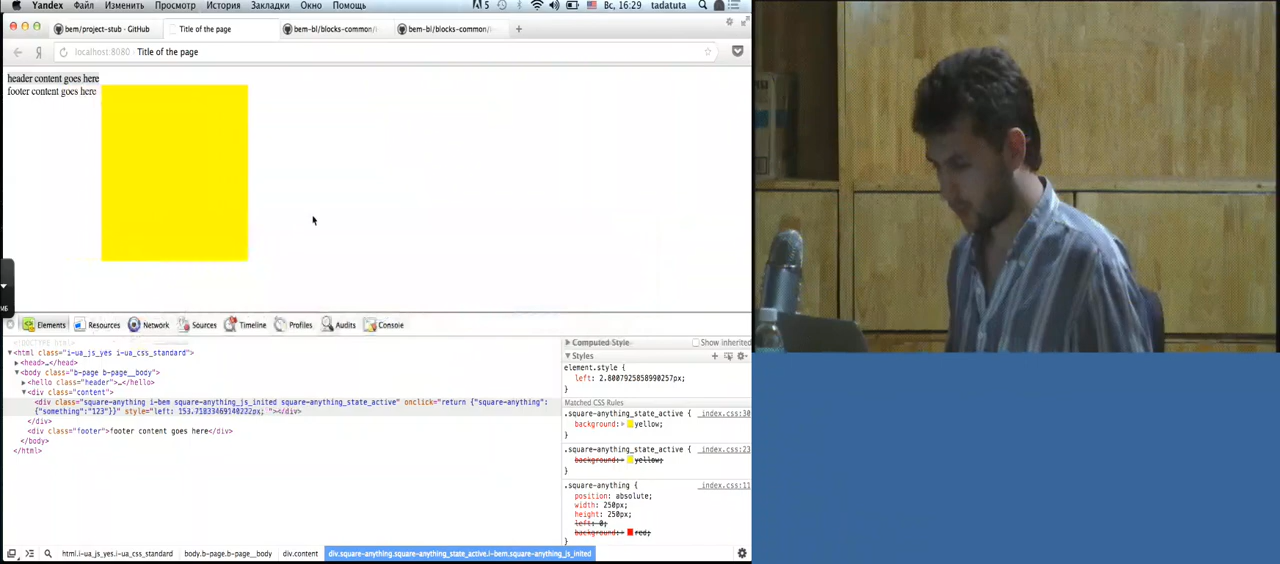 Yandex Файл Изменить Просмотр История Закладки Окно Помощь 5 Вс, 16:29 tadatuta
bem/project-stub · GitHub Title of the page bem-bl/blocks-common/i bem-bl/blocks-common/i
localhost:8080 Title of the page
header content goes here
footer content goes here
МБ
Elements Resources Network Sources Timeline Profiles Audits Console
<!DOCTYPE html>
<html class="i-ua_js_yes i-ua_css_standard">
<head>…</head>
<body class="b-page b-page__body">
<hello class="header">…</hello>
<div class="content">
<div class="square-anything i-bem square-anything_js_inited square-anything_state_active" onclick="return {"square-anything":
{"something":"123"}}" style="left: 153.71833469140222px; "></div>
</div>
<div class="footer">footer content goes here</div>
</body>
</html>
Computed Style Show inherited
Styles
element.style {
left: 2.8007925858990257px;
}
Matched CSS Rules
.square-anything_state_active { _index.css:30
background: yellow;
}
.square-anything_state_active { _index.css:23
background: yellow;
}
.square-anything { _index.css:11
position: absolute;
width: 250px;
height: 250px;
left: 0;
background: red;
}
html.i-ua_js_yes.i-ua_css_standard body.b-page.b-page__body div.content div.square-anything.square-anything_state_active.i-bem.square-anything_js_inited